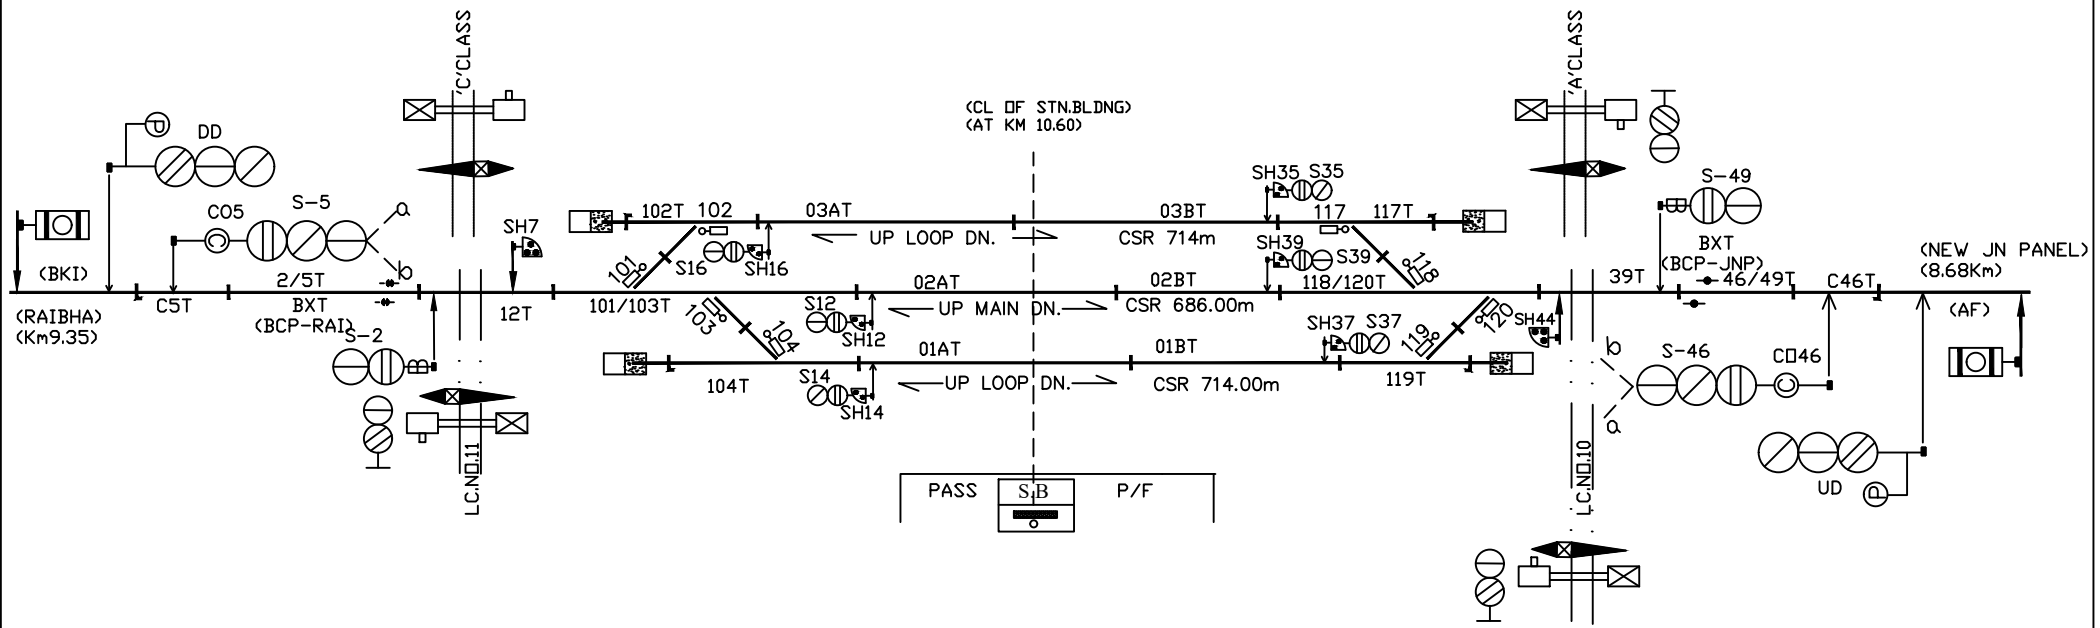 'C'CLASS
'A'CLASS
(CL OF STN.BLDNG)
(AT KM 10.60)
P
DD
CO5
S-5
a
b
SH7
102T
102
03AT
03BT
SH35
S35
117
117T
S-49
B
C
UP LOOP DN.
CSR 714m
S16
SH16
101
SH39
S39
118
BXT
(BCP-JNP)
(NEW JN PANEL)
(8.68Km)
(BKI)
2/5T
02AT
02BT
118/120T
39T
46/49T
C46T
(RAIBHA)
(Km9.35)
C5T
BXT
(BCP-RAI)
12T
101/103T
UP MAIN DN.
CSR 686.00m
(AF)
S-2
B
103
104
S12
SH12
01AT
01BT
SH37
S37
119
120
SH44
b
a
S-46
CO46
C
104T
S14
SH14
UP LOOP DN.
CSR 714.00m
119T
LC.NO.11
LC.NO.10
PASS
S.B
P/F
UD
P